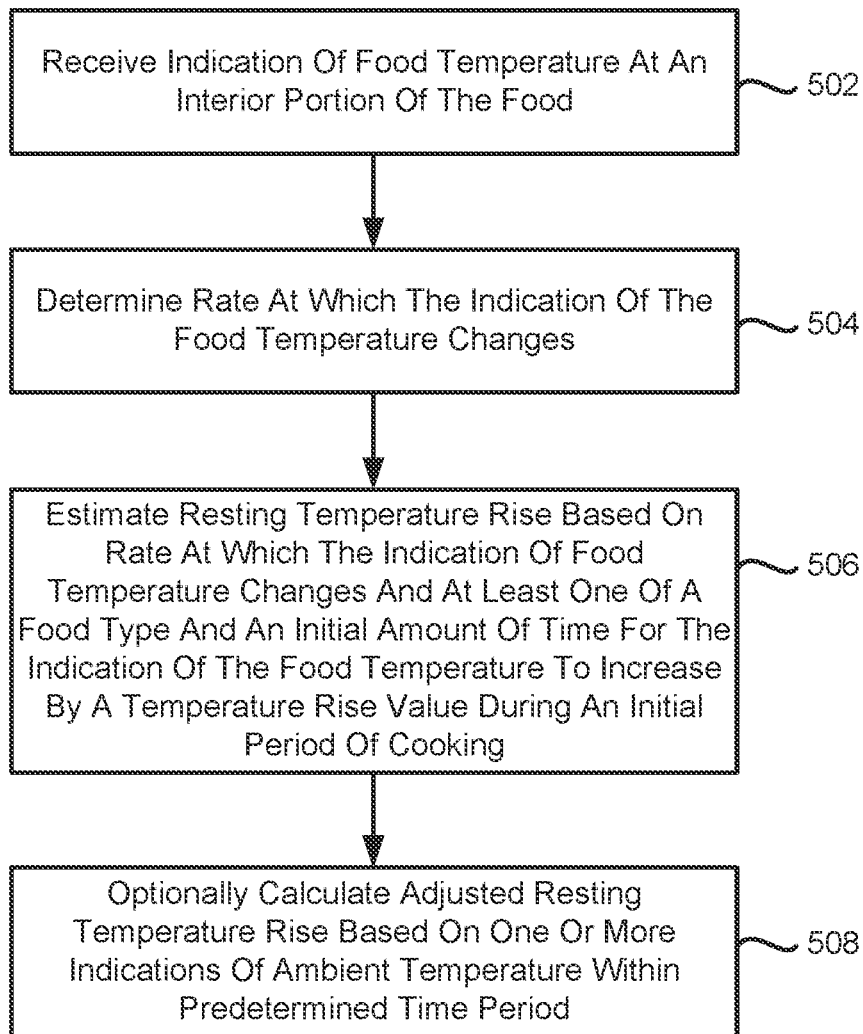 Receive Indication Of Food Temperature At An
Interior Portion Of The Food
502
Determine Rate At Which The Indication Of The
Food Temperature Changes
504
Estimate Resting Temperature Rise Based On
Rate At Which The Indication Of Food
Temperature Changes And At Least One Of A
Food Type And An Initial Amount Of Time For The
Indication Of The Food Temperature To Increase
By A Temperature Rise Value During An Initial
Period Of Cooking
506
Optionally Calculate Adjusted Resting
Temperature Rise Based On One Or More
Indications Of Ambient Temperature Within
Predetermined Time Period
508